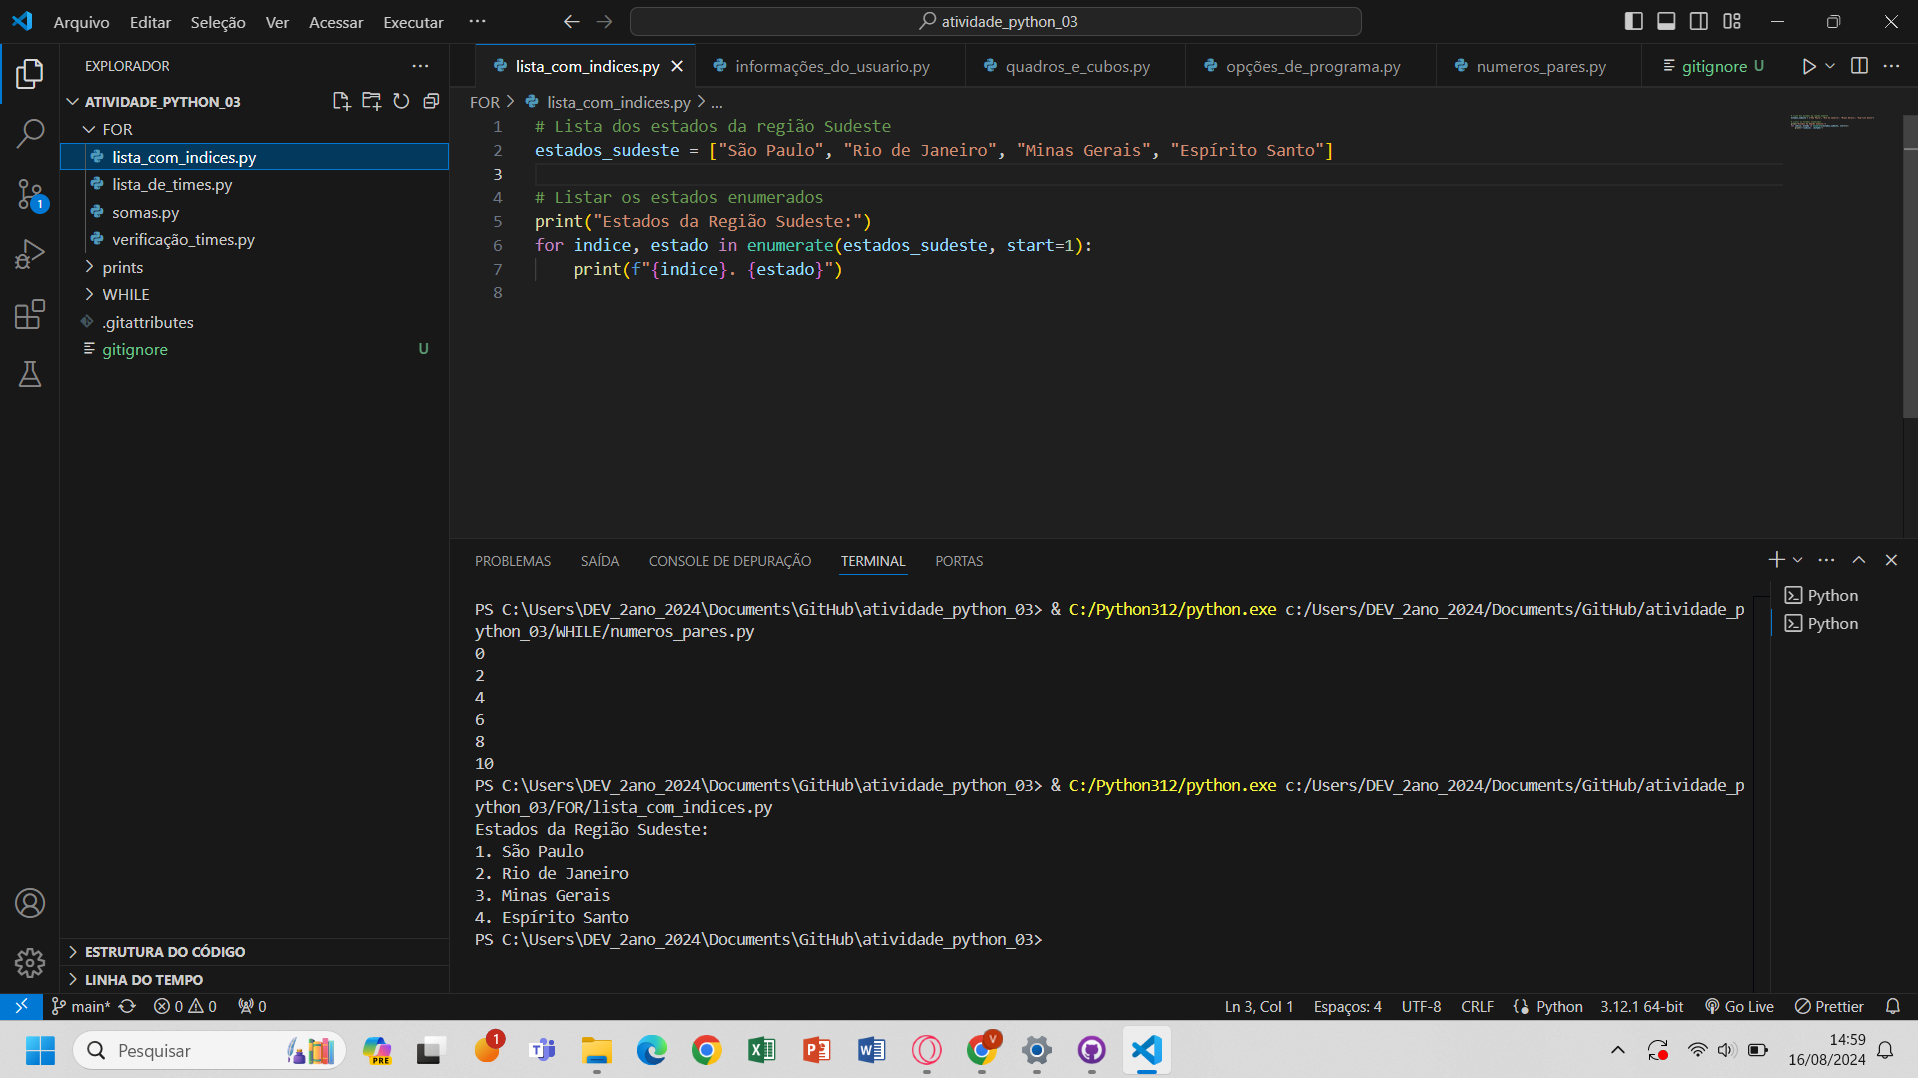 Arquivo Editar Seleção Ver Acessar Executar ··· atividade_python_03
EXPLORADOR ···
lista_com_indices.py informações_do_usuario.py quadros_e_cubos.py opções_de_programa.py numeros_pares.py gitignore U ···
ATIVIDADE_PYTHON_03
FOR > lista_com_indices.py > ...
FOR
lista_com_indices.py
lista_de_times.py
somas.py
verificação_times.py
prints
WHILE
.gitattributes
gitignore U
1
1 # Lista dos estados da região Sudeste
2 estados_sudeste = ["São Paulo", "Rio de Janeiro", "Minas Gerais", "Espírito Santo"]
3
4 # Listar os estados enumerados
5 print("Estados da Região Sudeste:")
6 for indice, estado in enumerate(estados_sudeste, start=1):
7 print(f"{indice}. {estado}")
8
PROBLEMAS SAÍDA CONSOLE DE DEPURAÇÃO TERMINAL PORTAS
Python
Python
PS C:\Users\DEV_2ano_2024\Documents\GitHub\atividade_python_03> & C:/Python312/python.exe c:/Users/DEV_2ano_2024/Documents/GitHub/atividade_p
ython_03/WHILE/numeros_pares.py
0
2
4
6
8
10
PS C:\Users\DEV_2ano_2024\Documents\GitHub\atividade_python_03> & C:/Python312/python.exe c:/Users/DEV_2ano_2024/Documents/GitHub/atividade_p
ython_03/FOR/lista_com_indices.py
Estados da Região Sudeste:
1. São Paulo
2. Rio de Janeiro
3. Minas Gerais
4. Espírito Santo
PS C:\Users\DEV_2ano_2024\Documents\GitHub\atividade_python_03>
ESTRUTURA DO CÓDIGO
LINHA DO TEMPO
main* 0 0 0 Ln 3, Col 1 Espaços: 4 UTF-8 CRLF Python 3.12.1 64-bit Go Live Prettier
Pesquisar PRE 1 V 14:59
16/08/2024